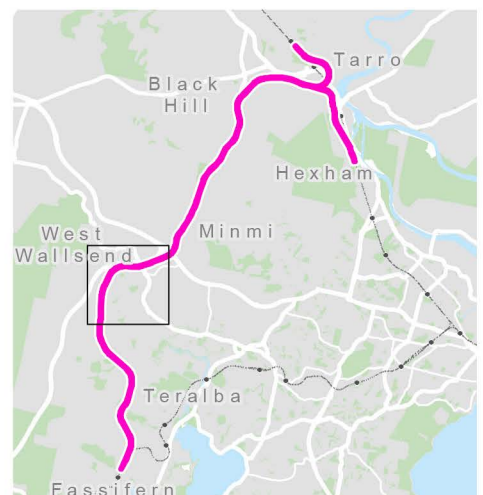 Tarro
Black
Hill
Hexham
West
Wallsend
Minmi
Teralba
Fassifern